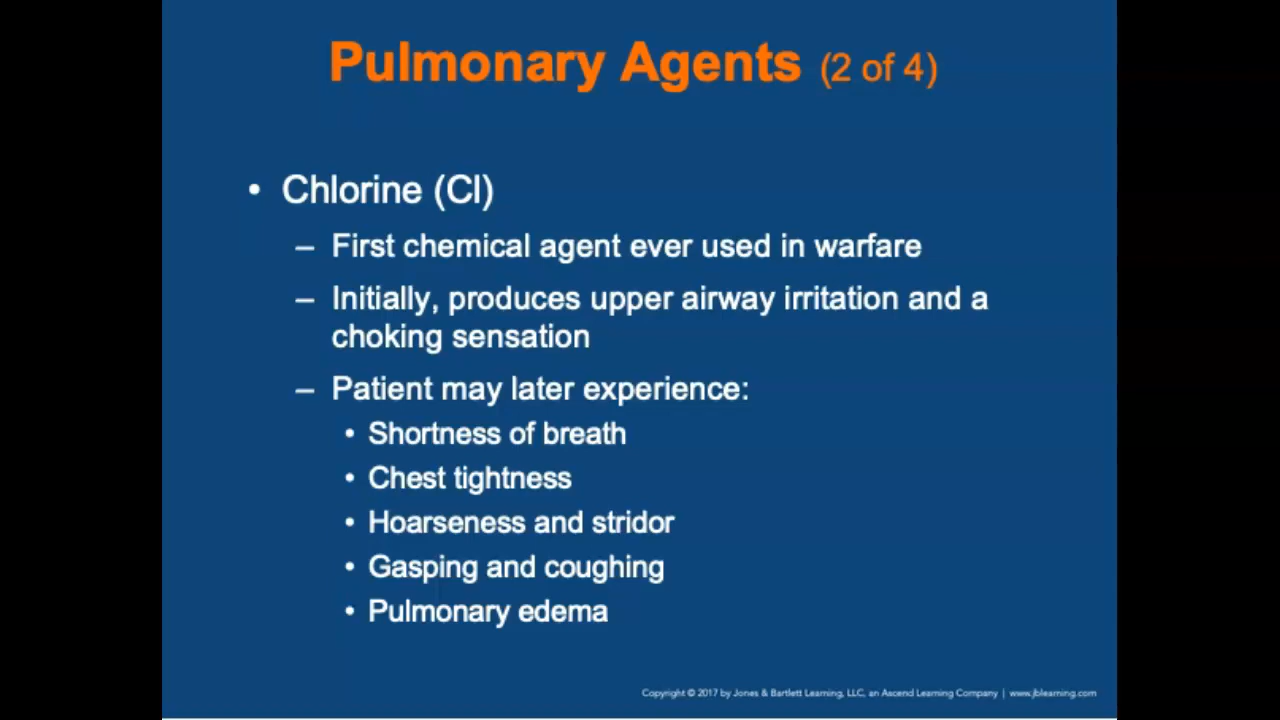 Pulmonary Agents (2 of 4)
• Chlorine (Cl)
– First chemical agent ever used in warfare
– Initially, produces upper airway irritation and a
choking sensation
– Patient may later experience:
• Shortness of breath
• Chest tightness
• Hoarseness and stridor
• Gasping and coughing
• Pulmonary edema
Copyright © 2017 by Jones & Bartlett Learning, LLC, an Ascend Learning Company | www.jblearning.com